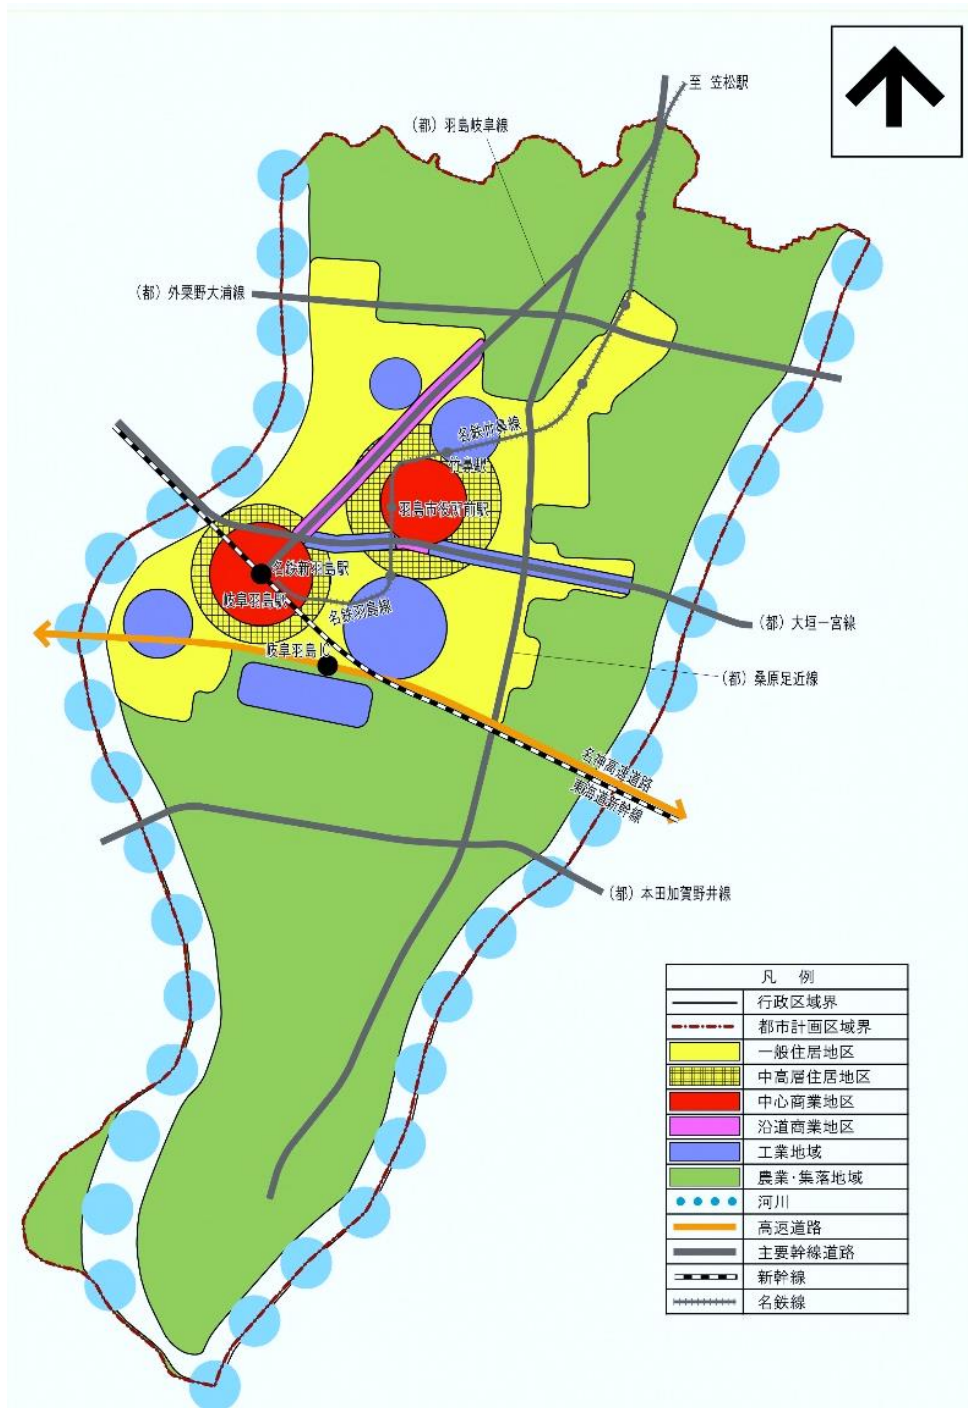 至 笠松駅
(都) 羽島岐阜線
(都) 外粟野大浦線
名鉄竹鼻線
竹鼻駅
羽島市役所前駅
名鉄新羽島駅
岐阜羽島駅
名鉄羽島線
(都) 大垣一宮線
岐阜羽島IC
(都) 桑原足近線
名神高速道路
東海道新幹線
(都) 本田加賀野井線
凡 例
行政区域界
都市計画区域界
一般住居地区
中高層住居地区
中心商業地区
沿道商業地区
工業地域
農業・集落地域
河川
高速道路
主要幹線道路
新幹線
名鉄線